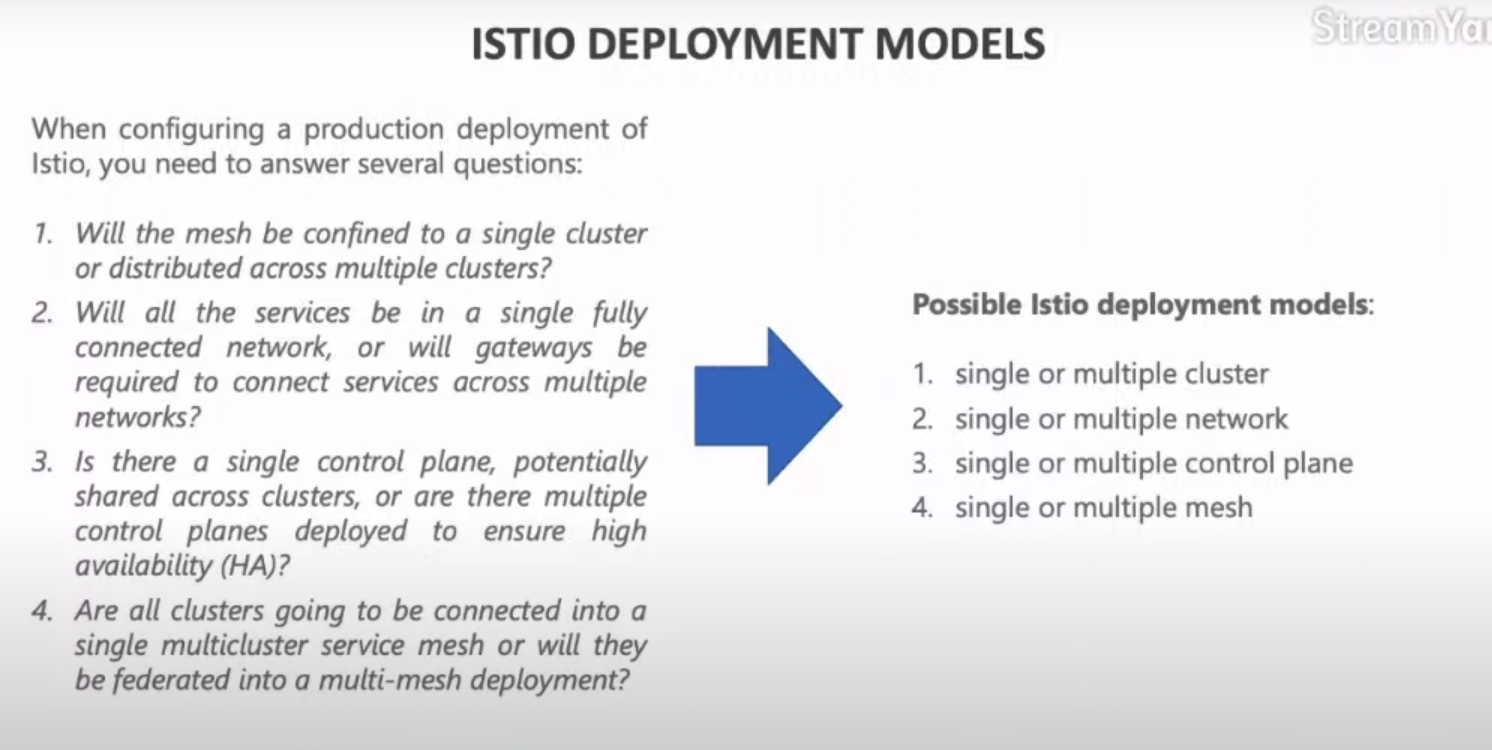 ISTIO DEPLOYMENT MODELS
StreamYa
When configuring a production deployment of
Istio, you need to answer several questions:
1. Will the mesh be confined to a single cluster
or distributed across multiple clusters?
2. Will all the services be in a single fully
connected network, or will gateways be
required to connect services across multiple
networks?
3. Is there a single control plane, potentially
shared across clusters, or are there multiple
control planes deployed to ensure high
availability (HA)?
4. Are all clusters going to be connected into a
single multicluster service mesh or will they
be federated into a multi-mesh deployment?
Possible Istio deployment models:
1. single or multiple cluster
2. single or multiple network
3. single or multiple control plane
4. single or multiple mesh